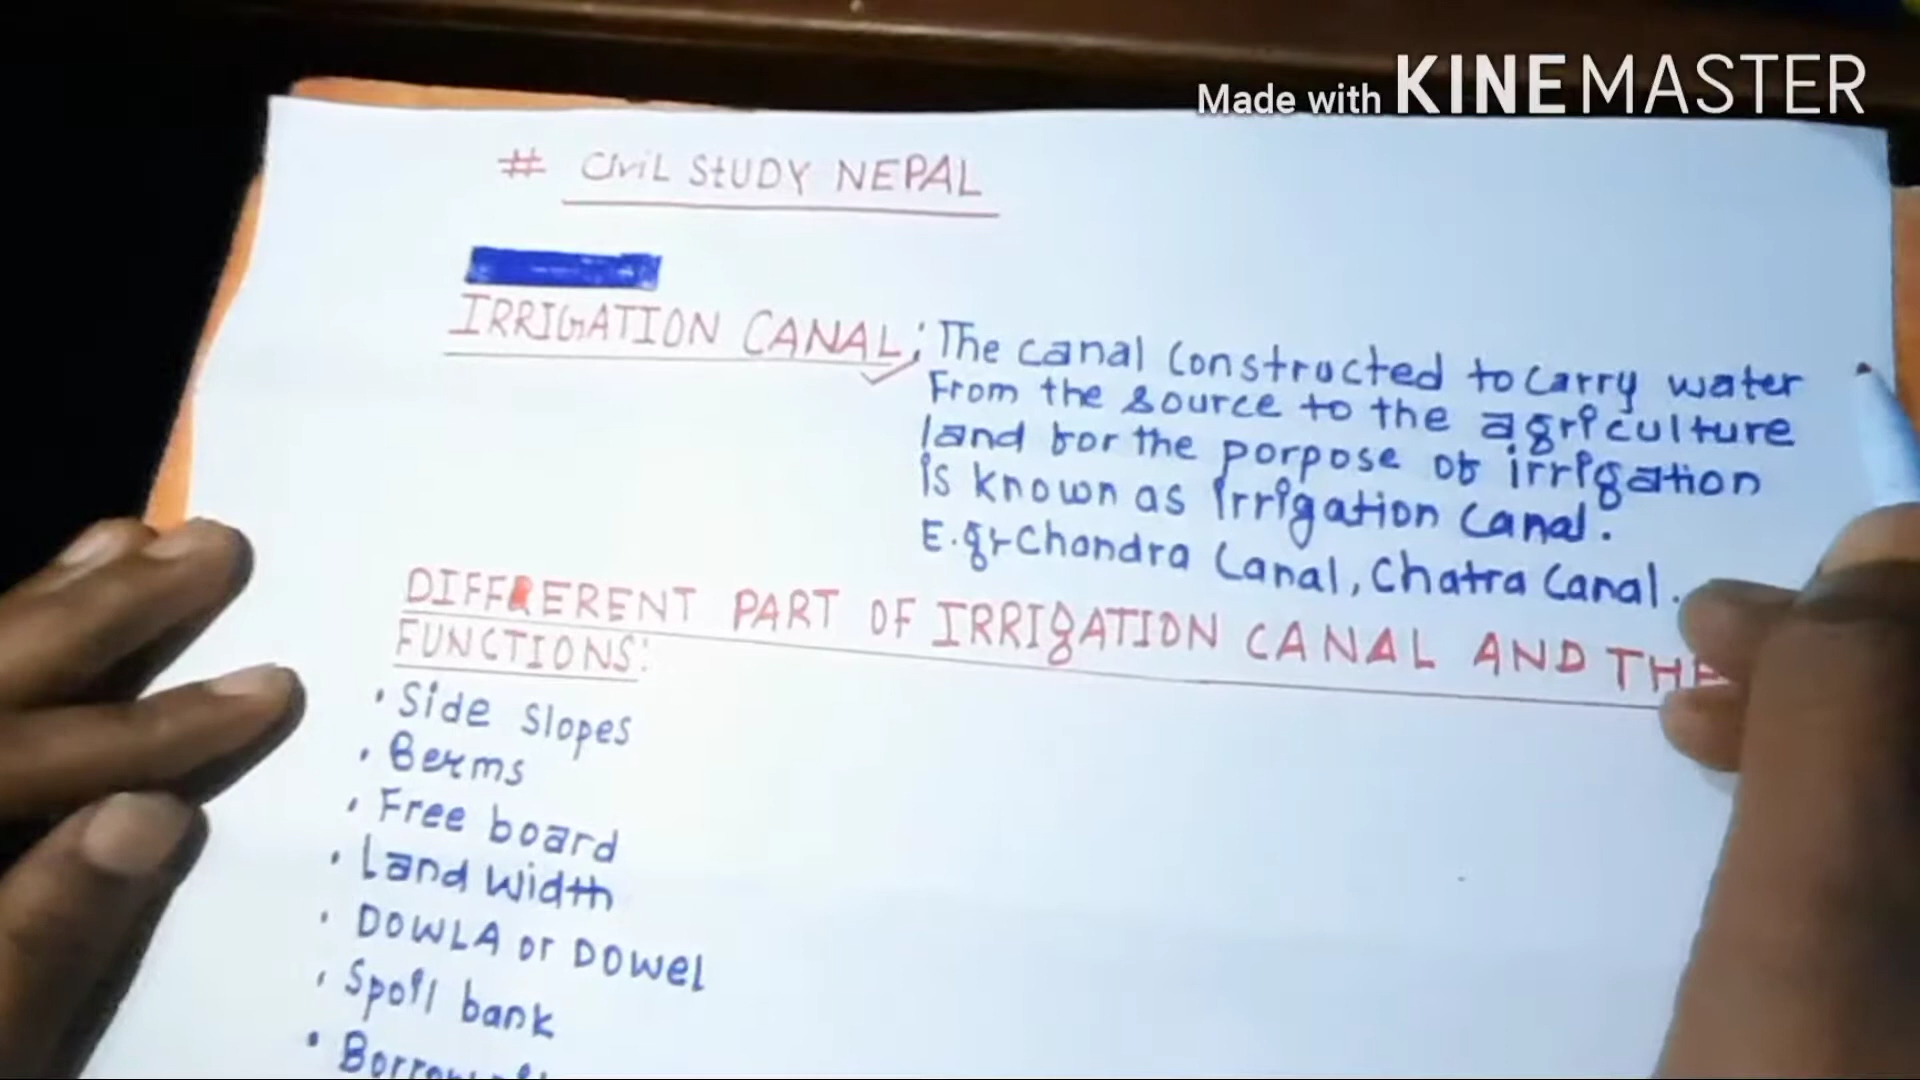 Made with KINEMASTER
# CIVIL StUDY NEPAL
IRRIGATION CANAL: The canal constructed to carry water
From the source to the agriculture
land for the porpose of irrigation
is known as irrigation canal.
E.g:- Chandra Canal, Chatra Canal.
DIFFERENT PART OF IRRIGATION CANAL AND
FUNCTIONS:
• Side slopes
• Berms
• Free board
• Land width
• DOWLA or DOWel
• Spoil bank